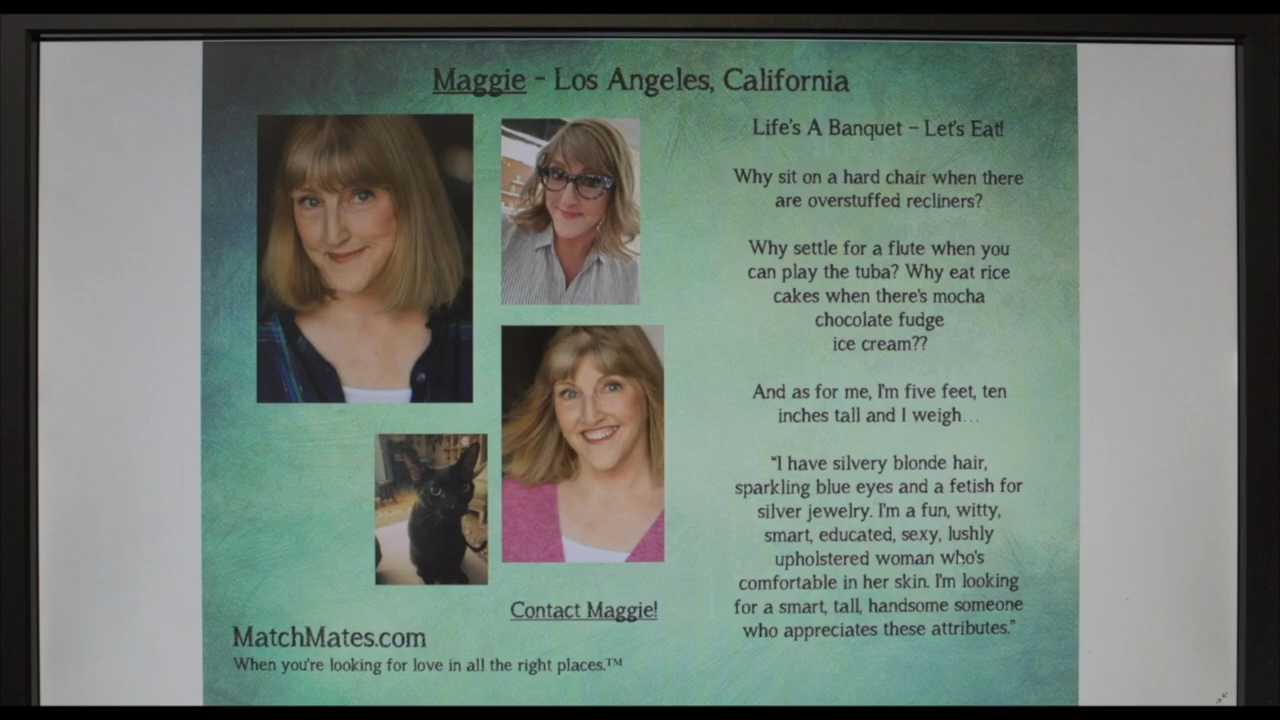 Maggie - Los Angeles, California
Life's A Banquet - Let's Eat!
Why sit on a hard chair when there
are overstuffed recliners?
Why settle for a flute when you
can play the tuba? Why eat rice
cakes when there's mocha
chocolate fudge
ice cream??
And as for me, I'm five feet, ten
inches tall and I weigh...
"I have silvery blonde hair,
sparkling blue eyes and a fetish for
silver jewelry. I'm a fun, witty,
smart, educated, sexy, lushly
upholstered woman who's
comfortable in her skin. I'm looking
for a smart, tall, handsome someone
who appreciates these attributes."
Contact Maggie!
MatchMates.com
When you're looking for love in all the right places.™